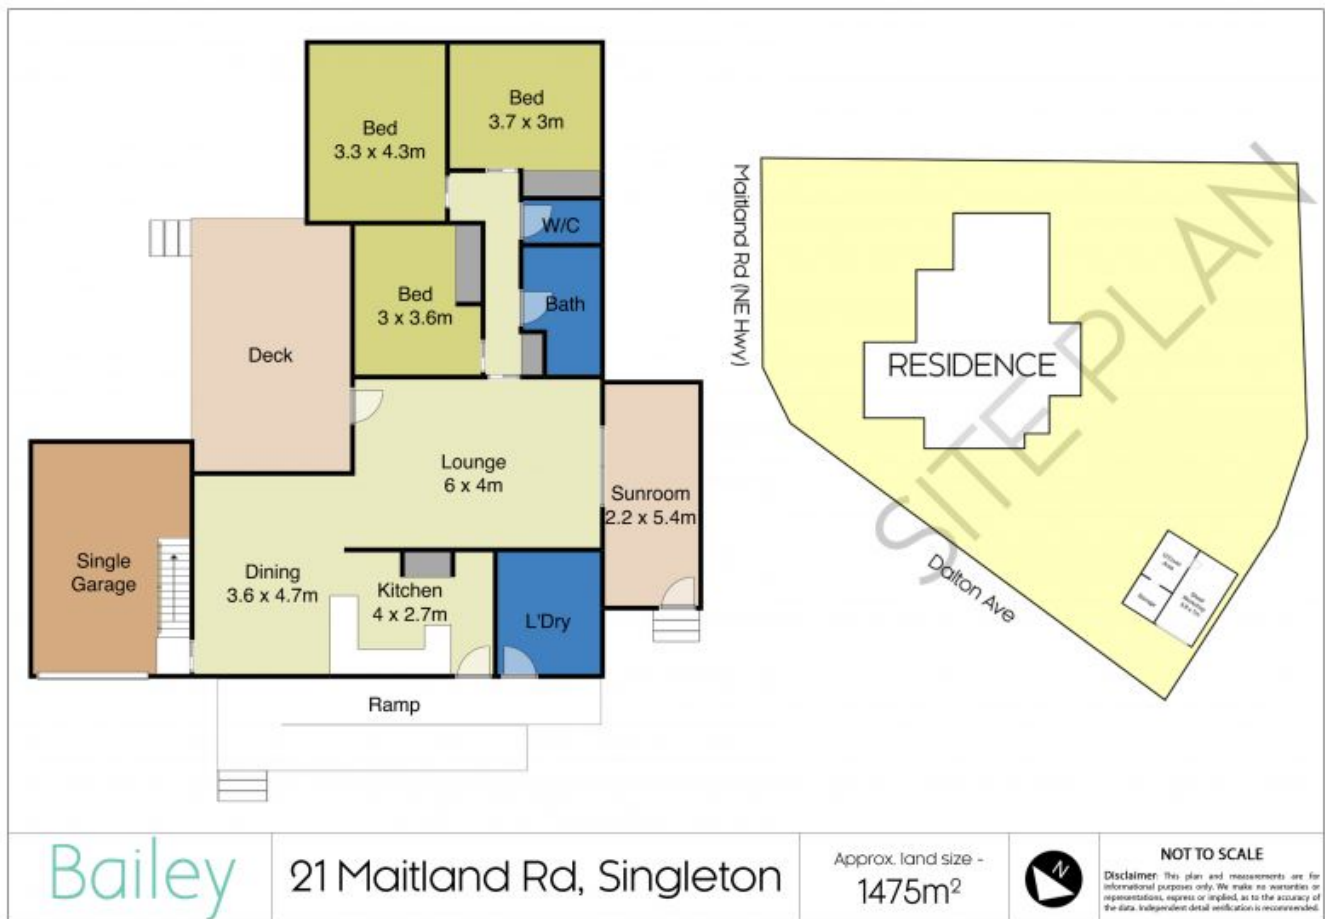 Bed
3.7 x 3m
Bed
3.3 x 4.3m
W/C
Bed
3 x 3.6m
Bath
Deck
Lounge
6 x 4m
Sunroom
2.2 x 5.4m
Single
Garage
Dining
3.6 x 4.7m
Kitchen
4 x 2.7m
L'Dry
Ramp
Maitland Rd (NE Hwy)
RESIDENCE
SITE PLAN
Dalton Ave
Storage
Bailey
21 Maitland Rd, Singleton
Approx. land size -
1475m²
N
NOT TO SCALE
Disclaimer: This plan and measurements are for
informational purposes only. We make no warranties or
representations, express or implied, as to the accuracy of
the data. Independent detail verification is recommended.